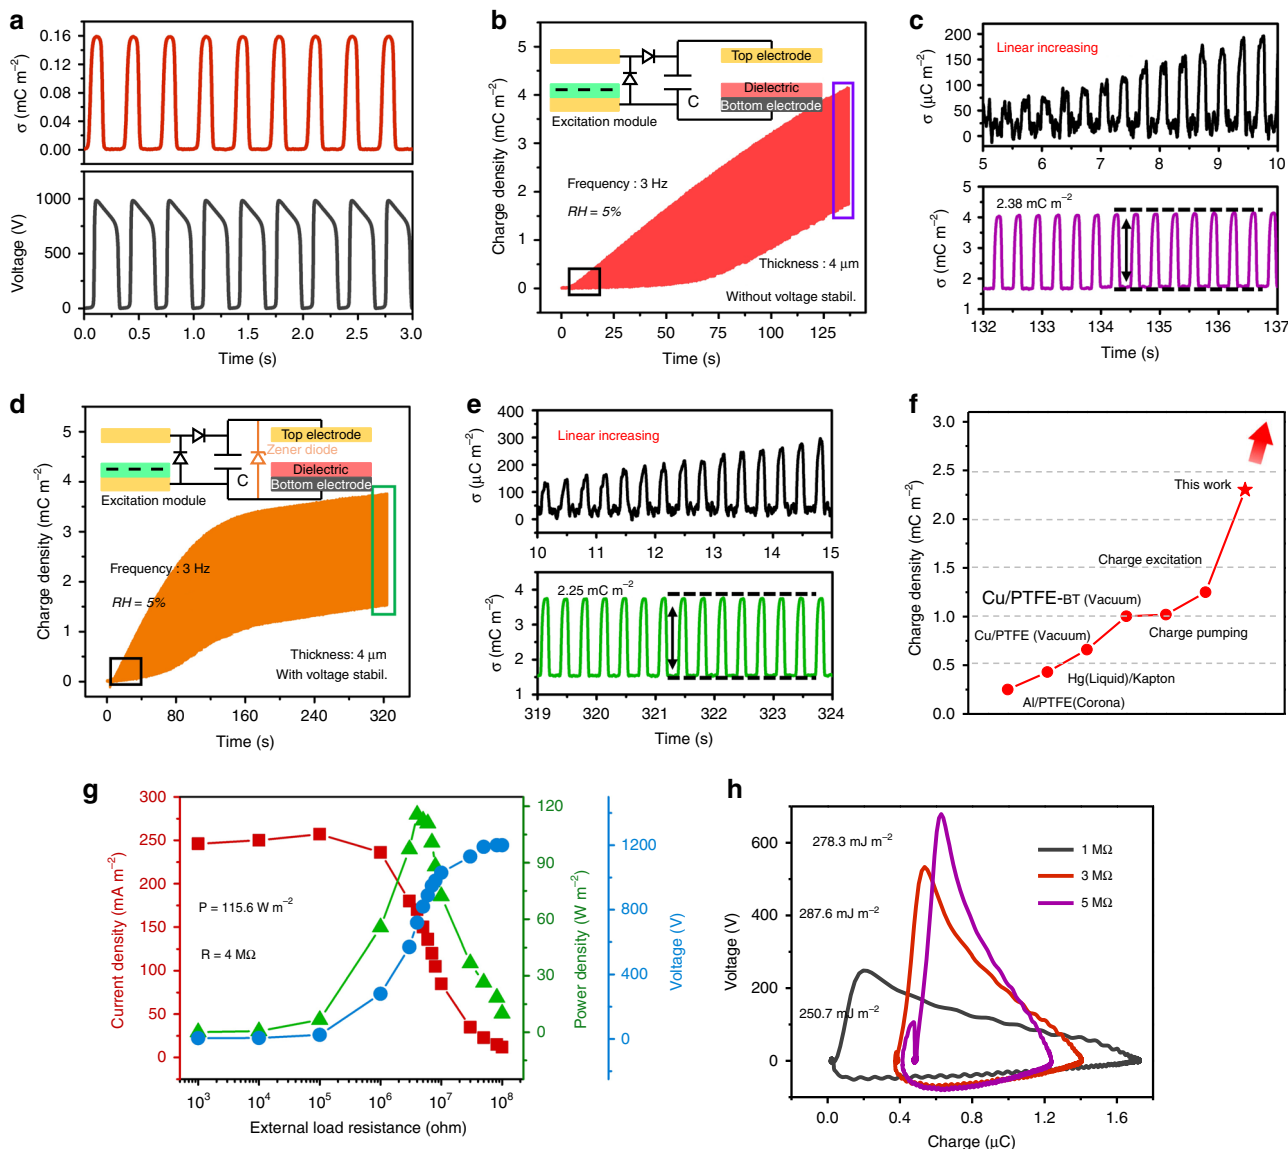 a
σ (mC m−2)
0.16
0.12
0.08
0.04
0.00
Voltage (V)
1000
500
0
0.0 0.5 1.0 1.5 2.0 2.5 3.0
Time (s)
b
Charge density (mC m−2)
5
4
3
2
1
0
Top electrode
Dielectric
Bottom electrode
C
Excitation module
Frequency : 3 Hz
RH = 5%
Thickness : 4 μm
Without voltage stabil.
0 25 50 75 100 125
Time (s)
c
σ (μC m−2)
200
150
100
50
0
Linear increasing
5 6 7 8 9 10
σ (mC m−2)
5
4
3
2
1
2.38 mC m−2
132 133 134 135 136 137
Time (s)
d
Charge density (mC m−2)
5
4
3
2
1
0
Top electrode
Zener diode
Dielectric
Bottom electrode
C
Excitation module
Frequency : 3 Hz
RH = 5%
Thickness: 4 μm
With voltage stabil.
0 80 160 240 320
Time (s)
e
σ (μC m−2)
400
300
200
100
0
Linear increasing
10 11 12 13 14 15
σ (mC m−2)
4
3
2
1
2.25 mC m−2
319 320 321 322 323 324
Time (s)
f
Charge density (mC m−2)
3.0
2.5
2.0
1.5
1.0
0.5
0.0
This work
Charge excitation
Cu/PTFE-BT (Vacuum)
Charge pumping
Cu/PTFE (Vacuum)
Hg(Liquid)/Kapton
Al/PTFE(Corona)
g
Current density (mA m−2)
300
250
200
150
100
50
0
P = 115.6 W m−2
R = 4 MΩ
120
90
60
30
0
Power density (W m−2)
1200
800
400
0
Voltage (V)
10^3 10^4 10^5 10^6 10^7 10^8
External load resistance (ohm)
h
Voltage (V)
600
400
200
0
278.3 mJ m−2
287.6 mJ m−2
250.7 mJ m−2
1 MΩ
3 MΩ
5 MΩ
0.0 0.4 0.8 1.2 1.6
Charge (μC)